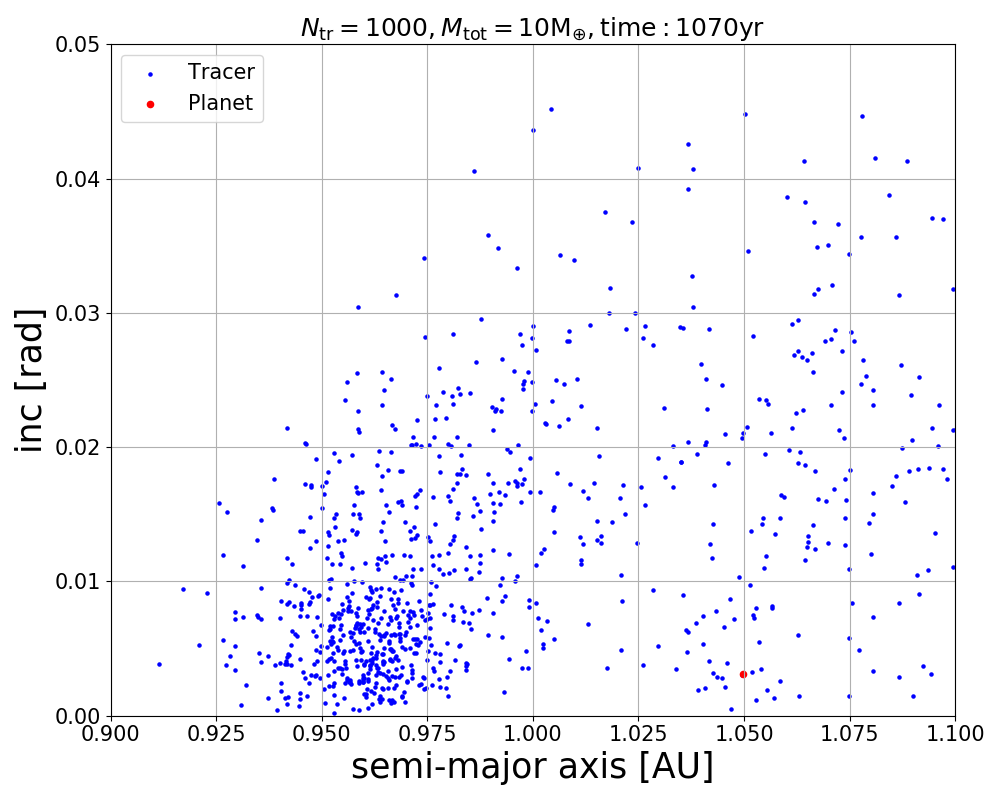 N_tr = 1000, M_tot = 10M_⊕, time : 1070yr
0.05
Tracer
Planet
0.04
0.03
inc [rad]
0.02
0.01
0.00
0.900 0.925 0.950 0.975 1.000 1.025 1.050 1.075 1.100
semi-major axis [AU]